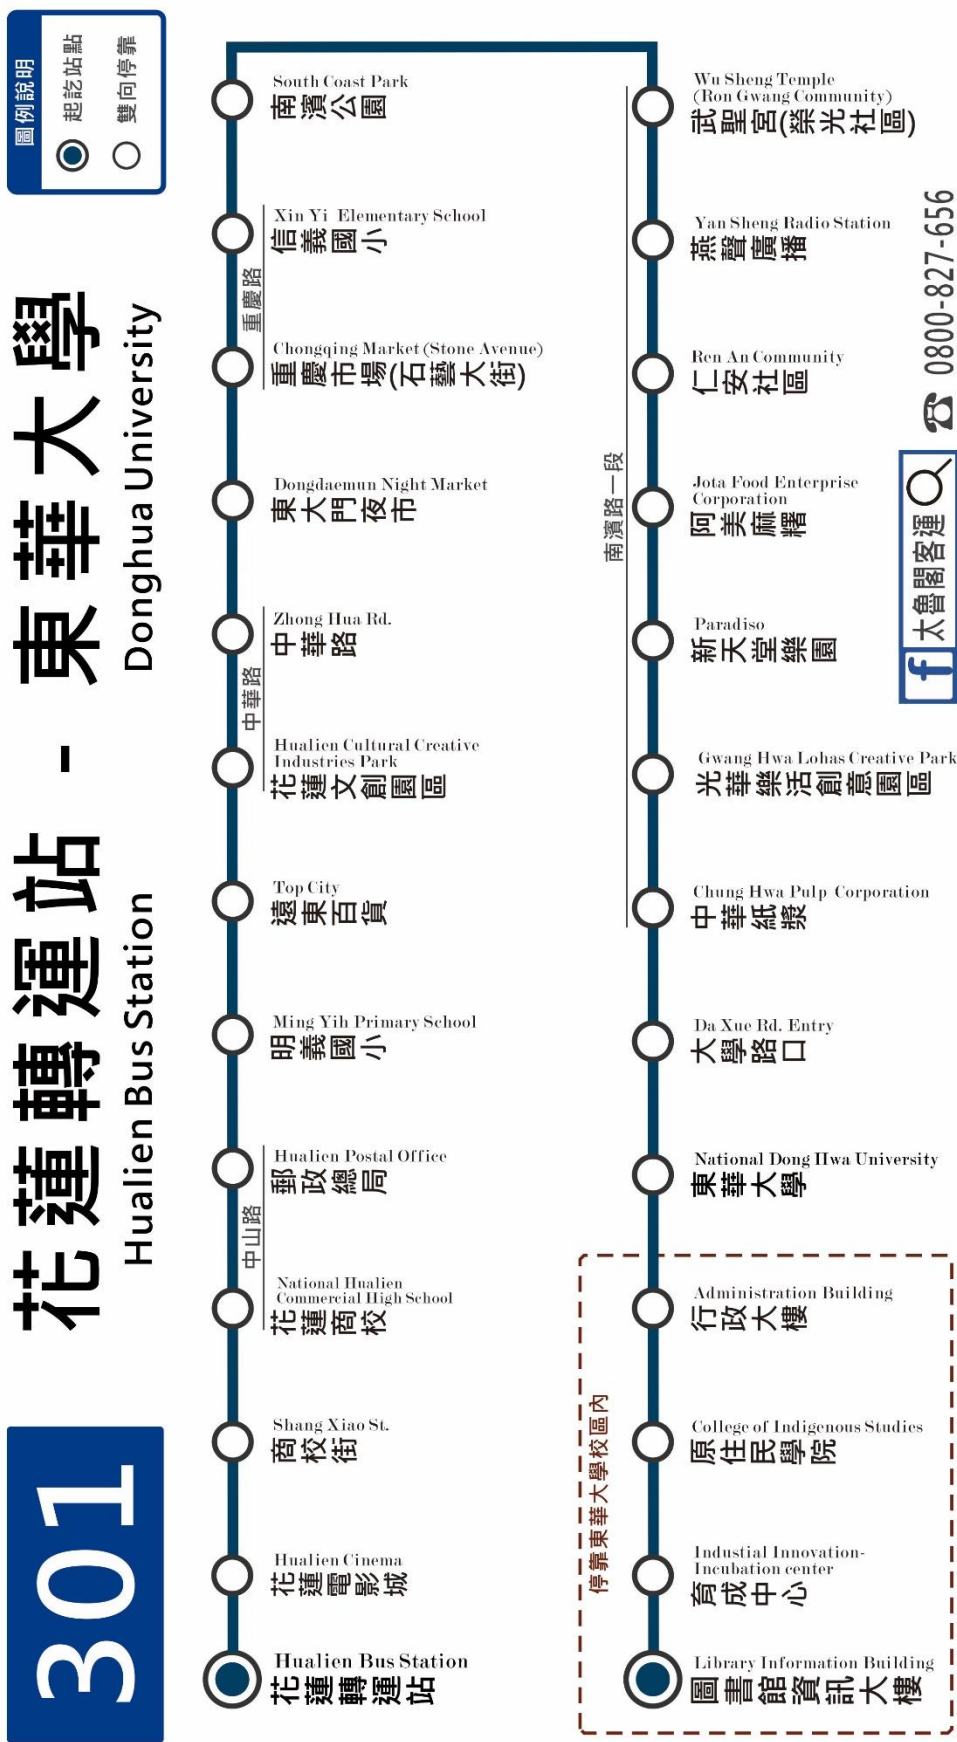 301
花蓮轉運站 - 東華大學
Hualien Bus Station
Donghua University
圖例說明
起訖站點
雙向停靠
South Coast Park
南濱公園
Xin Yi Elementary School
信義國小
重慶路
Chongqing Market (Stone Avenue)
重慶市場(石藝大街)
Dongdaemun Night Market
東大門夜市
Zhong Hua Rd.
中華路
中華路
Hualien Cultural Creative
Industries Park
花蓮文創園區
Top City
遠東百貨
Ming Yih Primary School
明義國小
Hualien Postal Office
郵政總局
中山路
National Hualien
Commercial High School
花蓮商校
Shang Xiao St.
商校街
Hualien Cinema
花蓮電影城
Hualien Bus Station
花蓮轉運站
Wu Sheng Temple
(Ron Gwang Community)
武聖宮(榮光社區)
Yan Sheng Radio Station
燕聲廣播
Ren An Community
仁安社區
南濱路一段
Jota Food Enterprise
Corporation
阿美麻糬
Paradiso
新天堂樂園
Gwang Hwa Lohas Creative Park
光華樂活創意園區
Chung Hwa Pulp Corporation
中華紙漿
Da Xue Rd. Entry
大學路口
National Dong Hwa University
東華大學
停靠東華大學校區內
Administration Building
行政大樓
College of Indigenous Studies
原住民學院
Industial Innovation-
Incubation center
育成中心
Library Information Building
圖書館資訊大樓
f 太魯閣客運
0800-827-656